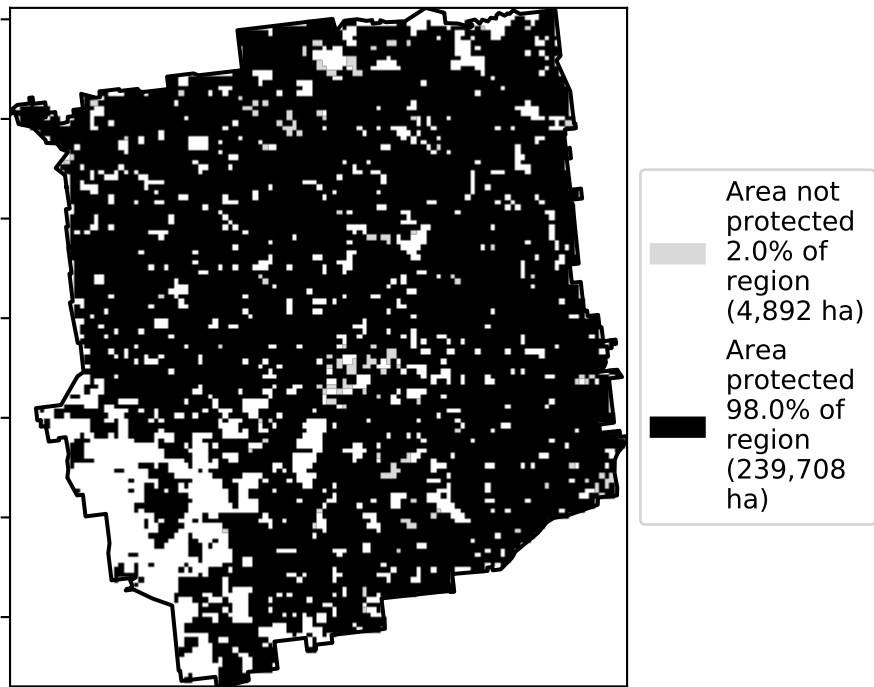 Area not
protected
2.0% of
region
(4,892 ha)
Area
protected
98.0% of
region
(239,708
ha)